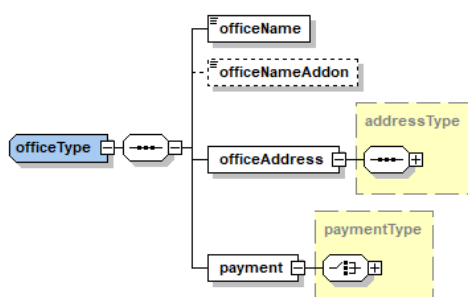 officeName
officeNameAddon
addressType
officeType
officeAddress
paymentType
payment